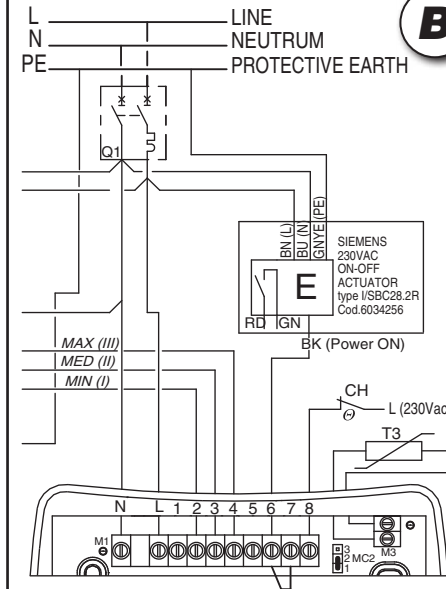 L LINE
N NEUTRUM
PE PROTECTIVE EARTH
B
Q1
BN (L)
BU (N)
GNYE (PE)
SIEMENS
230VAC
ON-OFF
ACTUATOR
type I/SBC28.2R
Cod.6034256
E
RD GN
BK (Power ON)
MAX (III)
MED (II)
MIN (I)
CH
L (230Vac
T3
N L 1 2 3 4 5 6 7 8
M1
3
2
1
MC2
M3